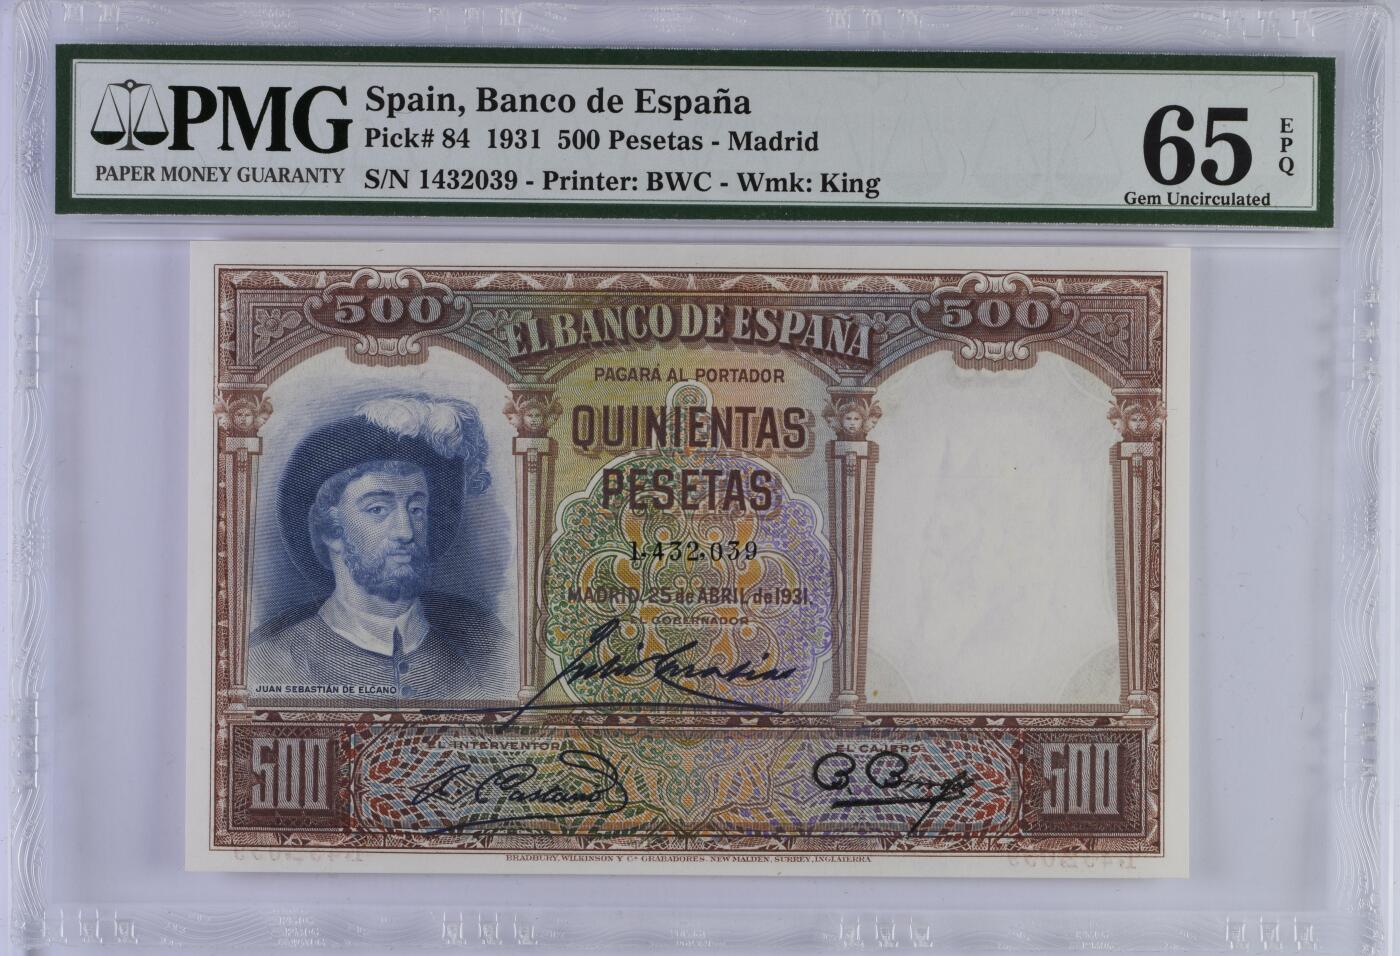 PMG
PAPER MONEY GUARANTY
Spain, Banco de España
Pick# 84 1931 500 Pesetas - Madrid
S/N 1432039 - Printer: BWC - Wmk: King
65
EPQ
Gem Uncirculated
500 500
EL BANCO DE ESPAÑA
PAGARÁ AL PORTADOR
QUINIENTAS
PESETAS
1,432,039
MADRID, 25 de ABRIL de 1931.
EL GOBERNADOR
JUAN SEBASTIÁN DE ELCANO
EL INTERVENTOR EL CAJERO
500 500
BRADBURY, WILKINSON Y Cª GRABADORES. NEW MALDEN, SURREY, INGLATERRA